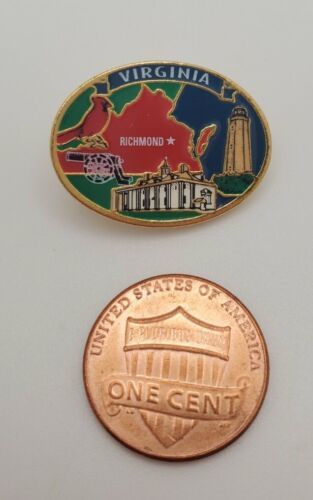 VIRGINIA
RICHMOND ★
UNITED STATES OF AMERICA
E PLURIBUS UNUM
ONE CENT